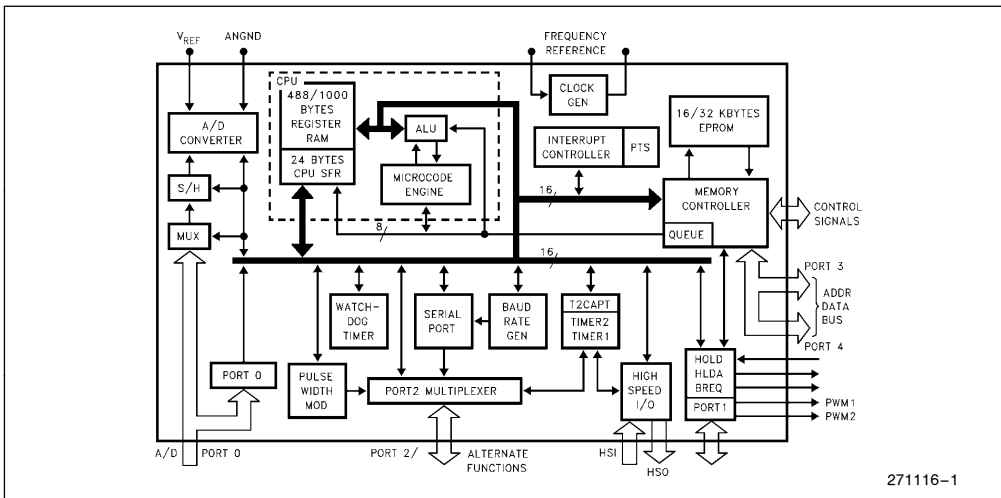 VREF
ANGND
FREQUENCY
REFERENCE
CPU
488/1000
BYTES
REGISTER
RAM
24 BYTES
CPU SFR
ALU
MICROCODE
ENGINE
CLOCK
GEN
16/32 KBYTES
EPROM
A/D
CONVERTER
INTERRUPT
CONTROLLER
PTS
S/H
MUX
16
MEMORY
CONTROLLER
QUEUE
CONTROL
SIGNALS
8
16
PORT 3
ADDR
DATA
BUS
PORT 4
WATCH-
DOG
TIMER
SERIAL
PORT
BAUD
RATE
GEN
T2CAPT
TIMER2
TIMER1
PORT 0
PULSE
WIDTH
MOD
PORT2 MULTIPLEXER
HIGH
SPEED
I/O
HOLD
HLDA
BREQ
PORT1
PWM1
PWM2
A/D
PORT 0
PORT 2/
ALTERNATE
FUNCTIONS
HSI
HSO
271116-1